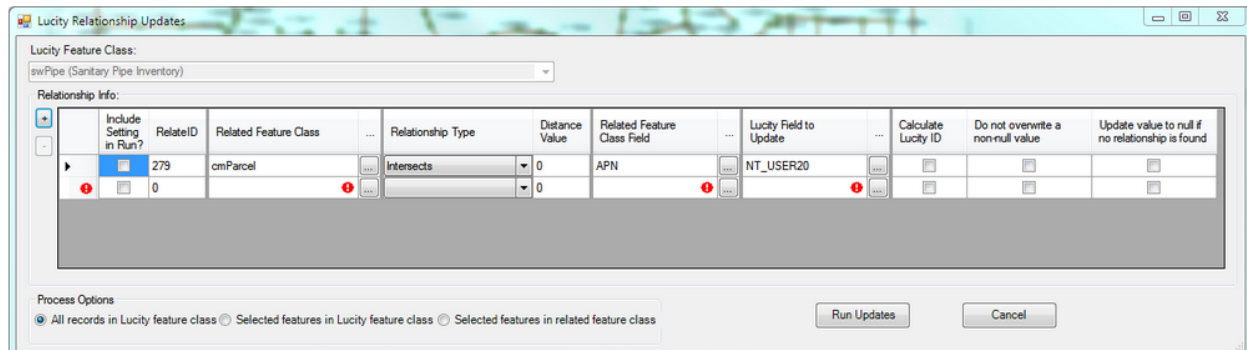 Lucity Relationship Updates
Lucity Feature Class:
swPipe (Sanitary Pipe Inventory)
Relationship Info:
+
-
Include Setting in Run?
RelateID
Related Feature Class
...
Relationship Type
Distance Value
Related Feature Class Field
...
Lucity Field to Update
...
Calculate Lucity ID
Do not overwrite a non-null value
Update value to null if no relationship is found
279 cmParcel ... Intersects 0 APN ... NT_USER20 ...
0 ... 0 ... ...
Process Options
All records in Lucity feature class Selected features in Lucity feature class Selected features in related feature class
Run Updates
Cancel